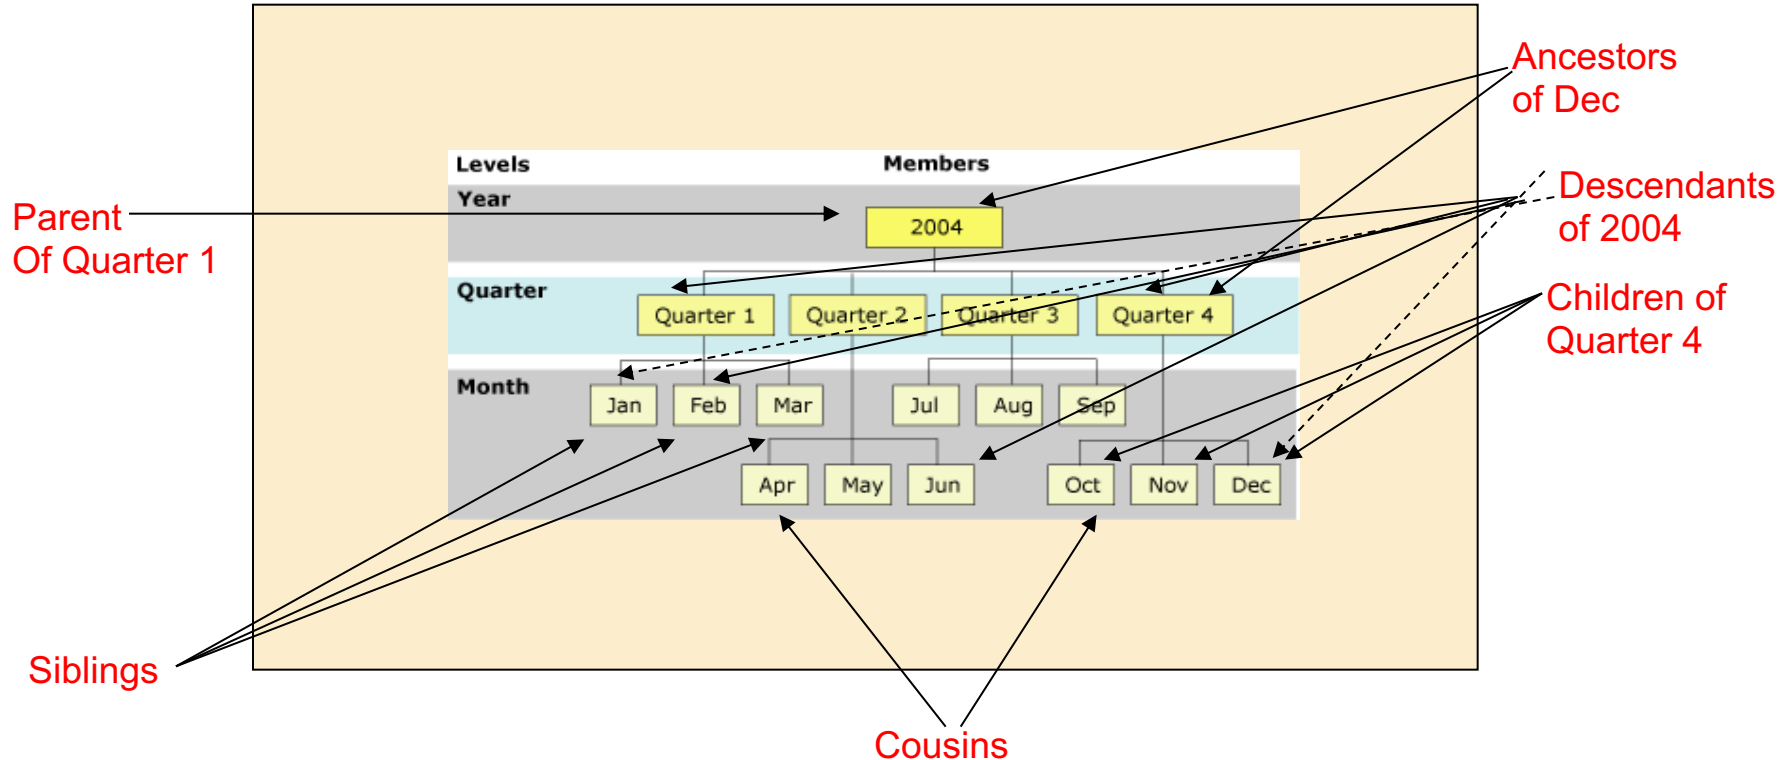 Ancestors
of Dec
Levels
Members
Year
Descendants
of 2004
Parent
Of Quarter 1
2004
Quarter
Children of
Quarter 4
Quarter 1
Quarter 2
Quarter 3
Quarter 4
Month
Jan
Feb
Mar
Jul
Aug
Sep
Apr
May
Jun
Oct
Nov
Dec
Siblings
Cousins